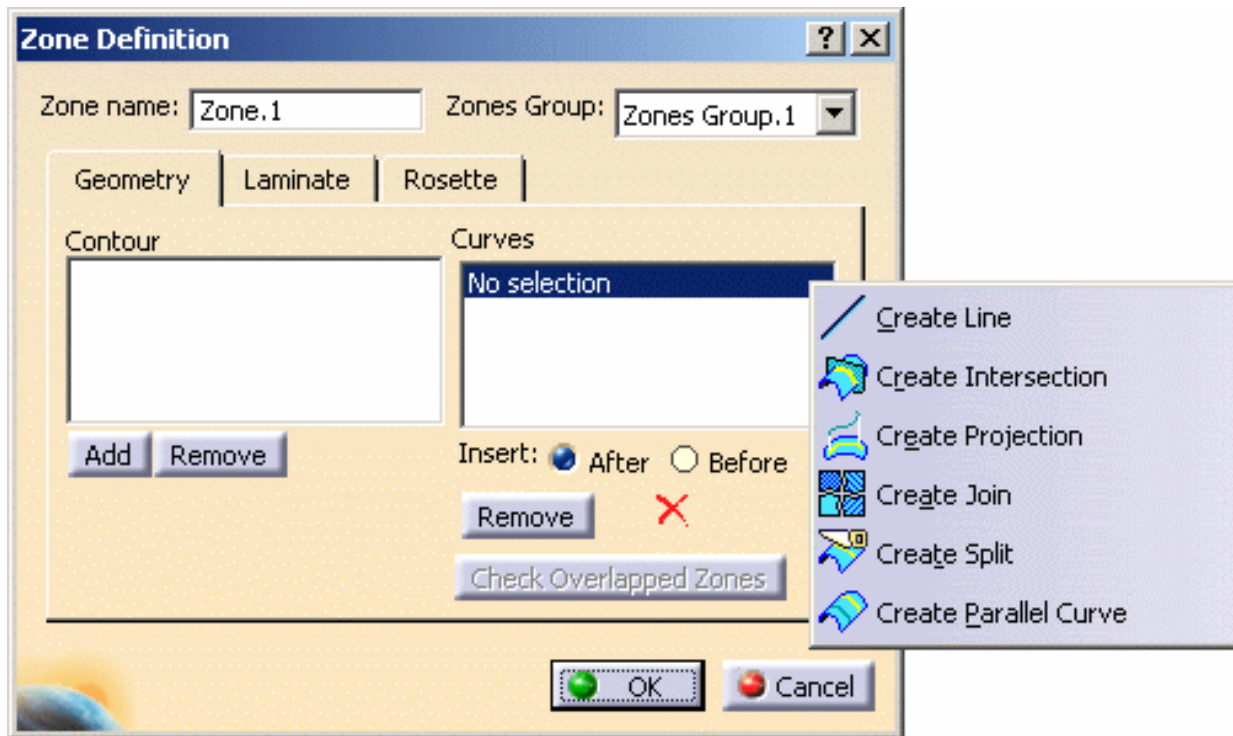 Zone Definition
?
Zone name: Zone.1 Zones Group: Zones Group.1
Geometry Laminate Rosette
Contour Curves
No selection
Create Line
Create Intersection
Create Projection
Create Join
Create Split
Create Parallel Curve
Add Remove Insert: After Before
Remove
Check Overlapped Zones
OK Cancel